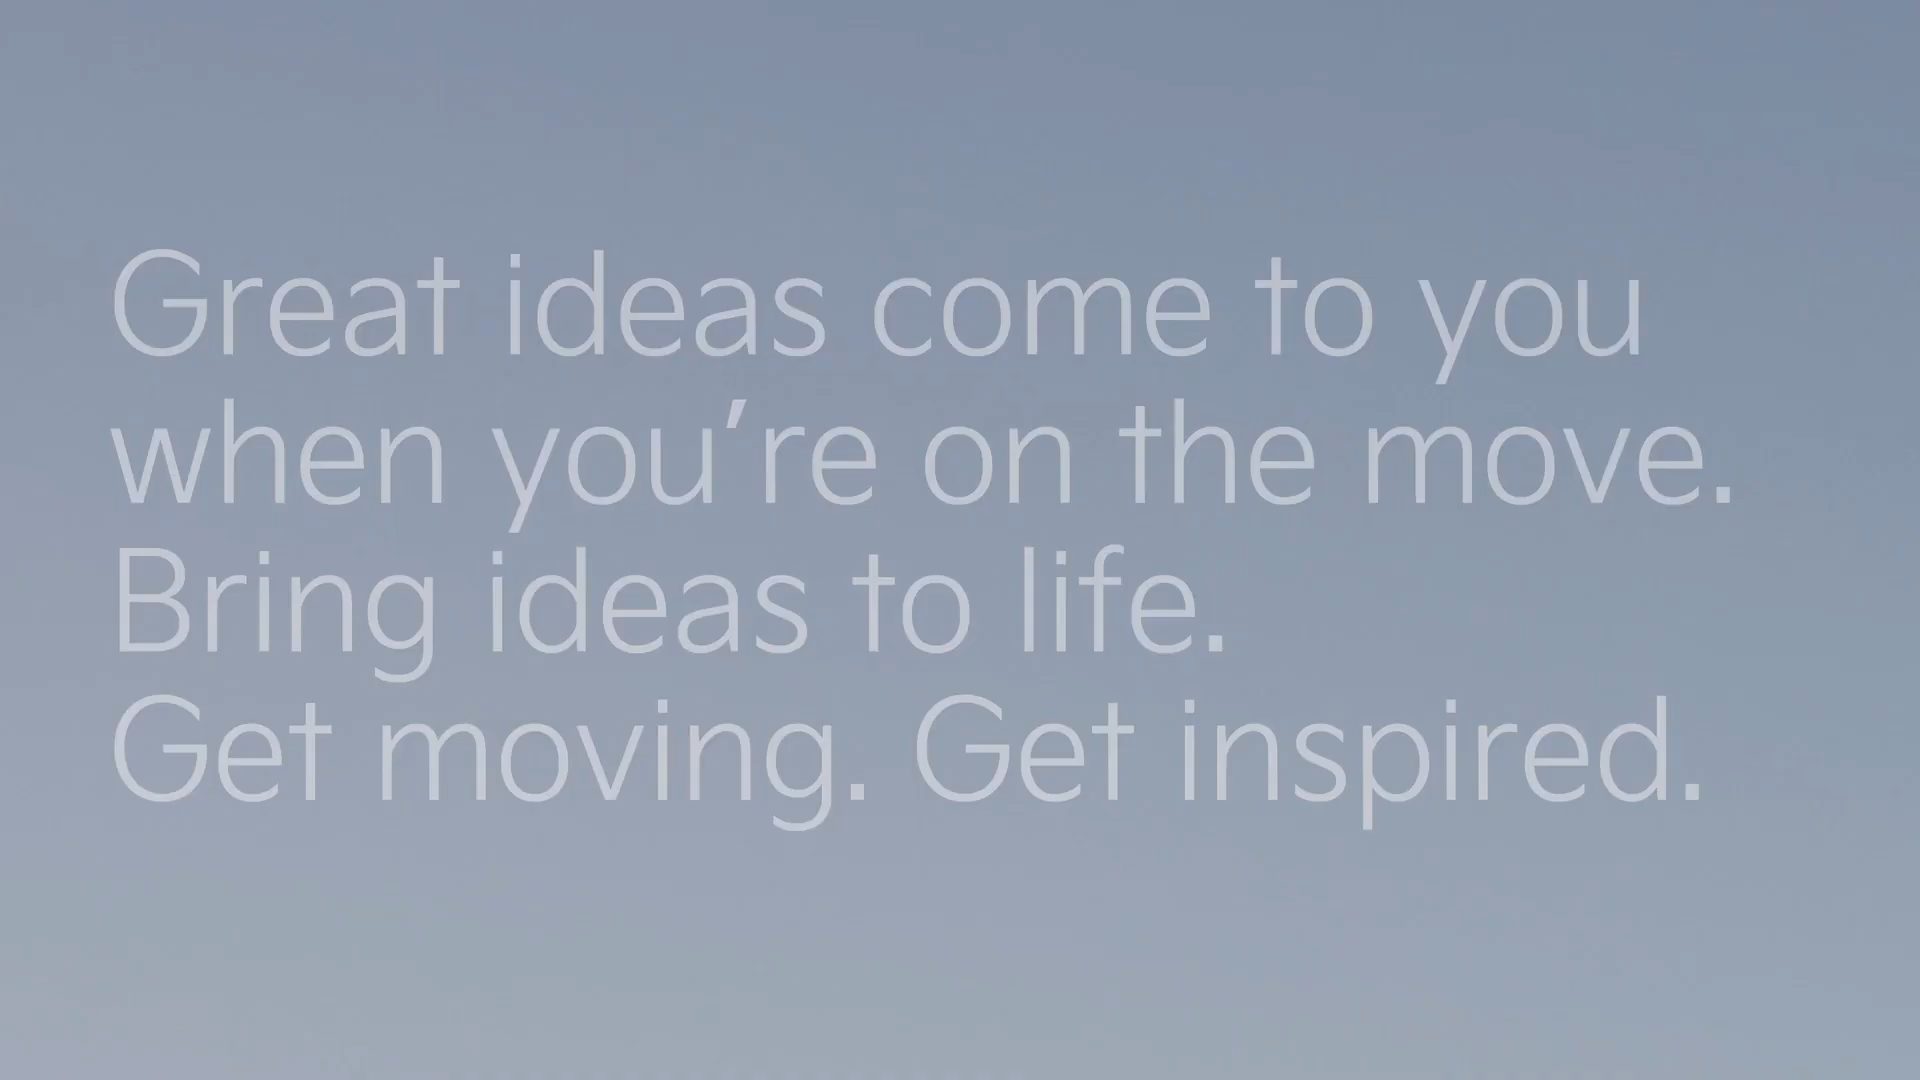 Great ideas come to you
when you’re on the move.
Bring ideas to life.
Get moving. Get inspired.